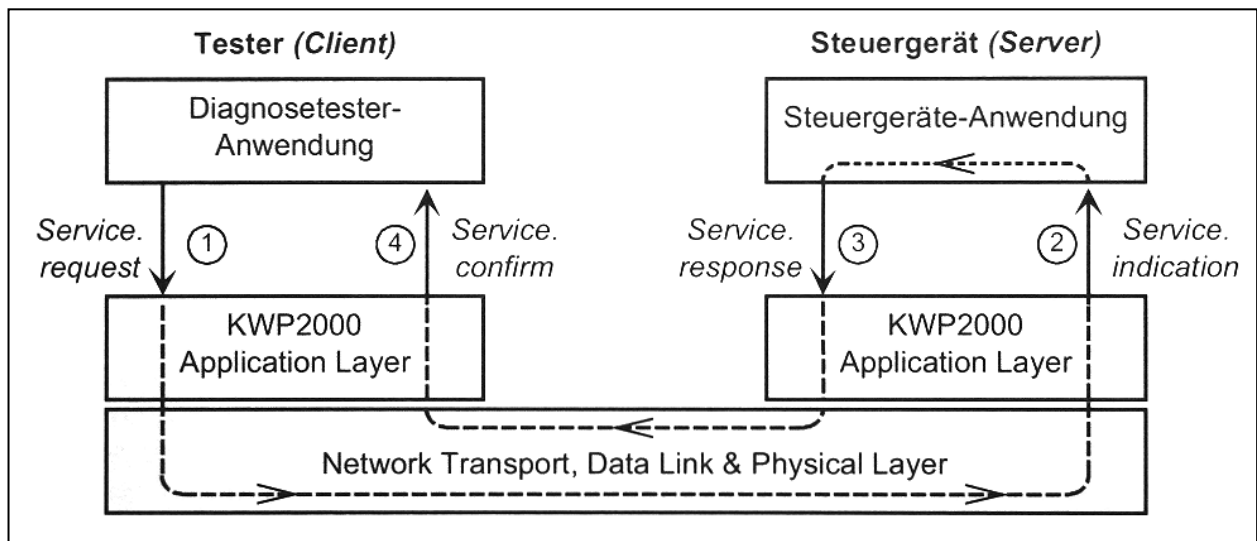 Tester (Client)
Steuergerät (Server)
Diagnosetester-
Anwendung
Steuergeräte-Anwendung
Service.
request
1
4
Service.
confirm
Service.
response
3
2
Service.
indication
KWP2000
Application Layer
KWP2000
Application Layer
Network Transport, Data Link & Physical Layer